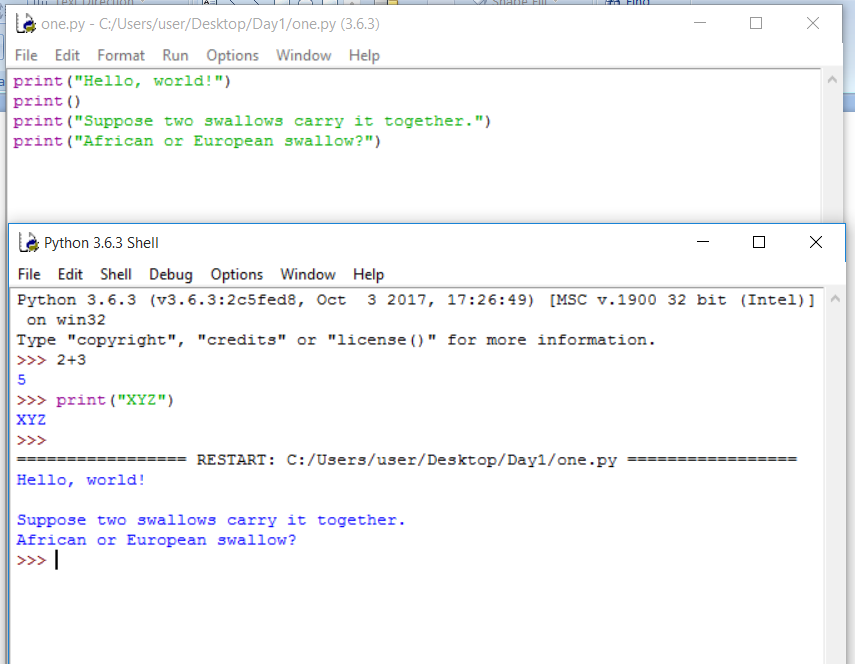 one.py - C:/Users/user/Desktop/Day1/one.py (3.6.3)
File Edit Format Run Options Window Help
print("Hello, world!")
print()
print("Suppose two swallows carry it together.")
print("African or European swallow?")
Python 3.6.3 Shell
File Edit Shell Debug Options Window Help
Python 3.6.3 (v3.6.3:2c5fed8, Oct  3 2017, 17:26:49) [MSC v.1900 32 bit (Intel)]
on win32
Type "copyright", "credits" or "license()" for more information.
>>> 2+3
5
>>> print("XYZ")
XYZ
>>>
================= RESTART: C:/Users/user/Desktop/Day1/one.py =================
Hello, world!
Suppose two swallows carry it together.
African or European swallow?
>>>